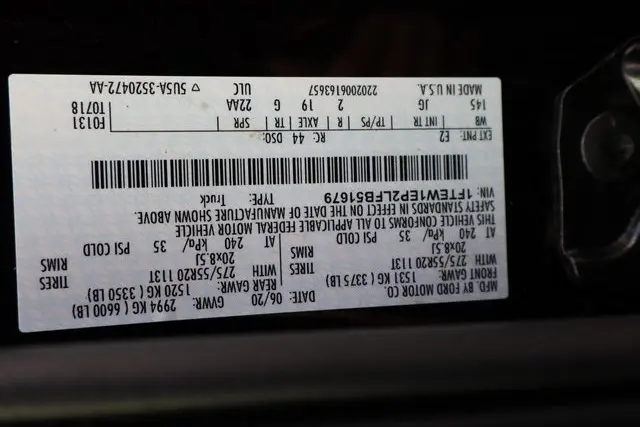 MFD. BY FORD MOTOR CO.
DATE: 06/20 GVWR: 2994 KG ( 6600 LB)
FRONT GAWR: 1531 KG ( 3375 LB) REAR GAWR: 1520 KG ( 3350 LB)
WITH 275/55R20 113T TIRES WITH 275/55R20 113T TIRES
20x8.5J RIMS 20x8.5J RIMS
AT 240 kPa/ 35 PSI COLD AT 240 kPa/ 35 PSI COLD
THIS VEHICLE CONFORMS TO ALL APPLICABLE FEDERAL MOTOR VEHICLE
SAFETY STANDARDS IN EFFECT ON THE DATE OF MANUFACTURE SHOWN ABOVE.
VIN: 1FTEW1EP2LFB51679 TYPE: Truck
EXT PNT: E2 RC: 44 DSO: F0131
WB INT TR TP/PS R AXLE TR SPR T0718
145 JG 2 19 G 22AA
MADE IN U.S.A. 220200061636S7 ULC ▽ 5U5A-3520472-AA